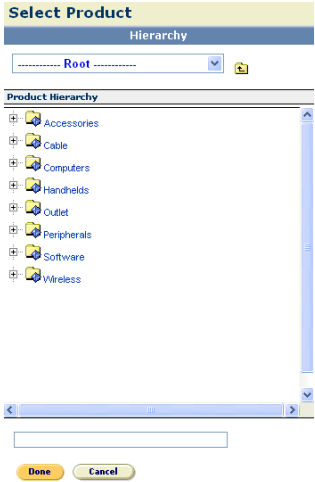 Select Product
Hierarchy
------------ Root ------------
Product Hierarchy
Accessories
Cable
Computers
Handhelds
Outlet
Peripherals
Software
Wireless
Done Cancel